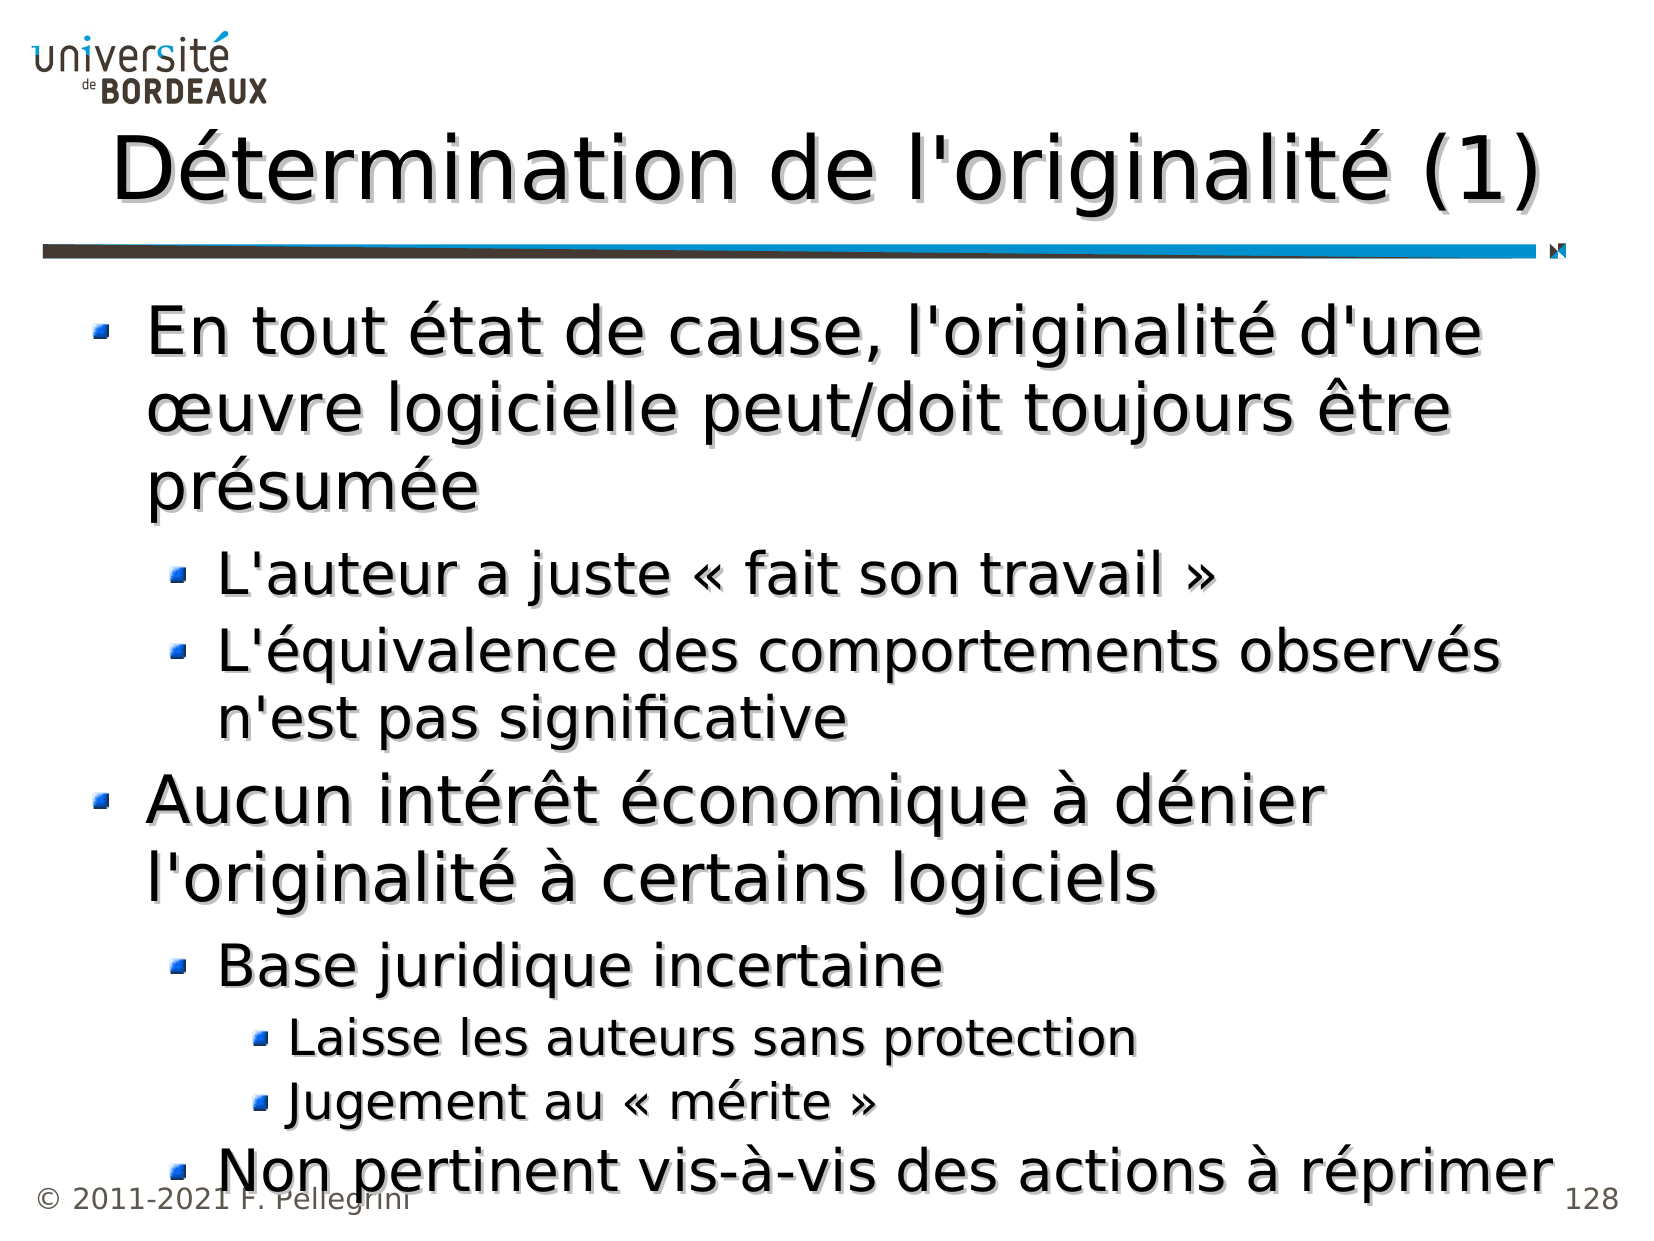 université
de BORDEAUX
Détermination de l'originalité (1)
En tout état de cause, l'originalité d'une
œuvre logicielle peut/doit toujours être
présumée
L'auteur a juste « fait son travail »
L'équivalence des comportements observés
n'est pas significative
Aucun intérêt économique à dénier
l'originalité à certains logiciels
Base juridique incertaine
Laisse les auteurs sans protection
Jugement au « mérite »
Non pertinent vis-à-vis des actions à réprimer
© 2011-2021 F. Pellegrini
128